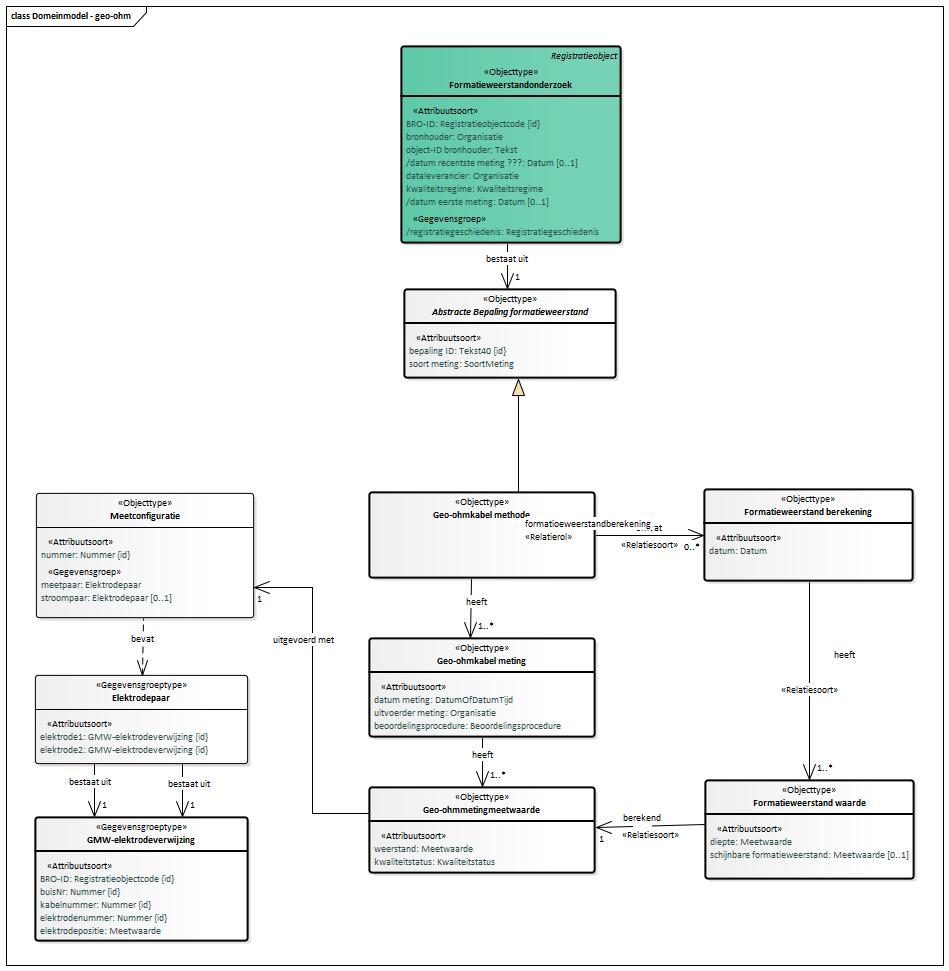 class Domeinmodel - geo-ohm
Registratieobject
«Objecttype»
Formatieweerstandonderzoek
«Attribuutsoort»
BRO-ID: Registratieobjectcode {id}
bronhouder: Organisatie
object-ID bronhouder: Tekst
/datum recentste meting ???: Datum [0..1]
dataleverancier: Organisatie
kwaliteitsregime: Kwaliteitsregime
/datum eerste meting: Datum [0..1]
«Gegevensgroep»
/registratiegeschiedenis: Registratiegeschiedenis
bestaat uit
1
«Objecttype»
Abstracte Bepaling formatieweerstand
«Attribuutsoort»
bepaling ID: Tekst40 {id}
soort meting: SoortMeting
«Objecttype»
Meetconfiguratie
«Attribuutsoort»
nummer: Nummer {id}
«Gegevensgroep»
meetpaar: Elektrodepaar
stroompaar: Elektrodepaar [0..1]
«Objecttype»
Geo-ohmkabel methode
formatioeweerstandberekening
«Relatierol»
«Relatiesoort»
0..*
«Objecttype»
Formatieweerstand berekening
«Attribuutsoort»
datum: Datum
1
uitgevoerd met
heeft
1..*
bevat
heeft
«Relatiesoort»
1..*
«Objecttype»
Geo-ohmkabel meting
«Attribuutsoort»
datum meting: DatumOfDatumTijd
uitvoerder meting: Organisatie
beoordelingsprocedure: Beoordelingsprocedure
«Gegevensgroeptype»
Elektrodepaar
«Attribuutsoort»
elektrode1: GMW-elektrodeverwijzing {id}
elektrode2: GMW-elektrodeverwijzing {id}
heeft
1..*
bestaat uit
1
bestaat uit
1
«Objecttype»
Geo-ohmmetingmeetwaarde
«Attribuutsoort»
weerstand: Meetwaarde
kwaliteitstatus: Kwaliteitstatus
berekend
«Relatiesoort»
1
«Objecttype»
Formatieweerstand waarde
«Attribuutsoort»
diepte: Meetwaarde
schijnbare formatieweerstand: Meetwaarde [0..1]
«Gegevensgroeptype»
GMW-elektrodeverwijzing
«Attribuutsoort»
BRO-ID: Registratieobjectcode {id}
buisNr: Nummer {id}
kabelnummer: Nummer {id}
elektrodenummer: Nummer {id}
elektrodepositie: Meetwaarde